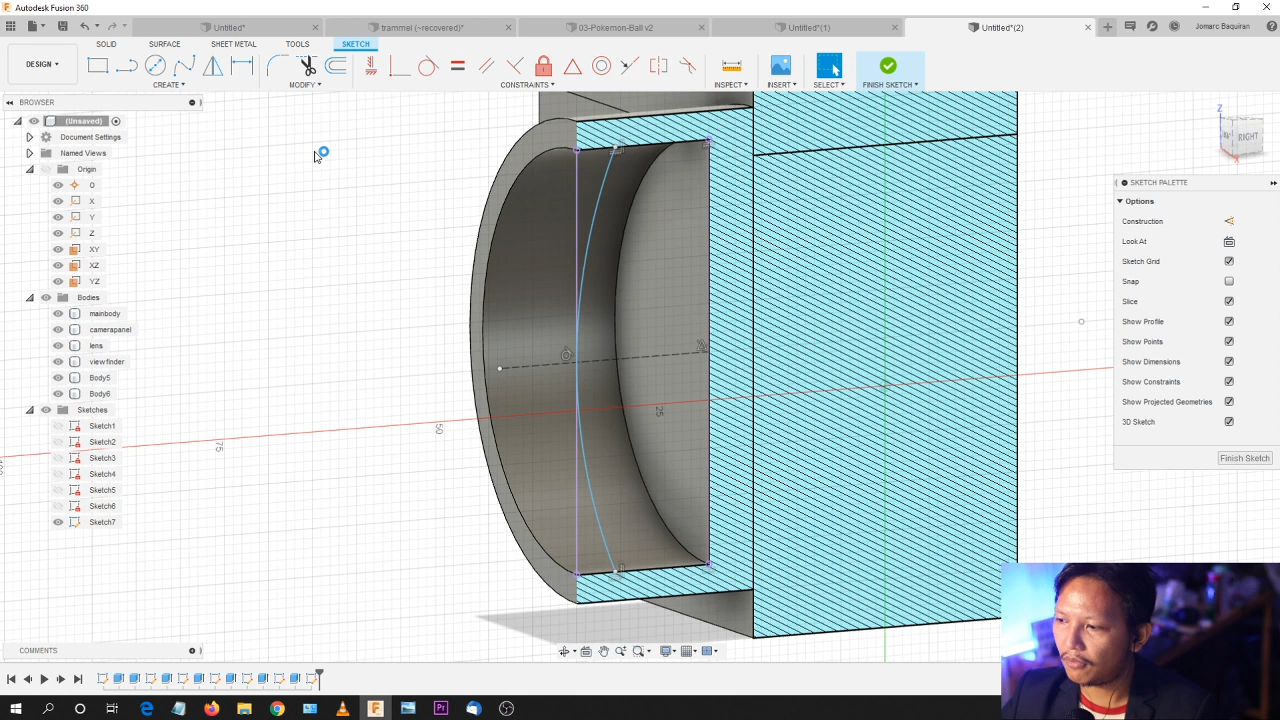 Autodesk Fusion 360
Untitled*
trammel (~recovered)*
03-Pokemon-Ball v2
Untitled*(1)
Untitled*(2)
Jomarc Baquiran
SOLID
SURFACE
SHEET METAL
TOOLS
SKETCH
DESIGN
CREATE
MODIFY
CONSTRAINTS
INSPECT
INSERT
SELECT
FINISH SKETCH
BROWSER
(Unsaved)
Document Settings
Named Views
Origin
O
X
Y
Z
XY
XZ
YZ
Bodies
mainbody
camerapanel
lens
viewfinder
Body5
Body6
Sketches
Sketch1
Sketch2
Sketch3
Sketch4
Sketch5
Sketch6
Sketch7
25
50
75
Z
RIGHT
X
SKETCH PALETTE
Options
Construction
Look At
Sketch Grid
Snap
Slice
Show Profile
Show Points
Show Dimensions
Show Constraints
Show Projected Geometries
3D Sketch
Finish Sketch
COMMENTS